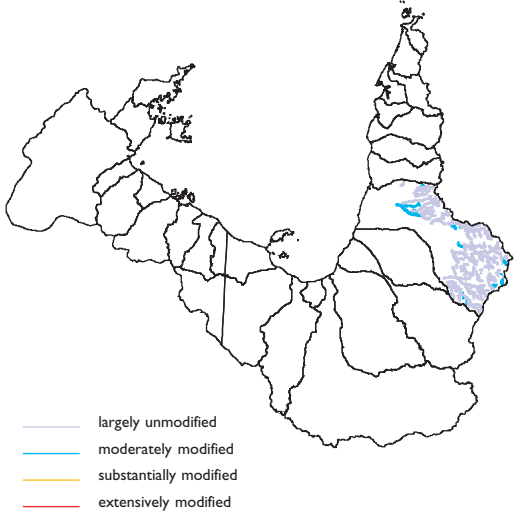 largely unmodified
moderately modified
substantially modified
extensively modified